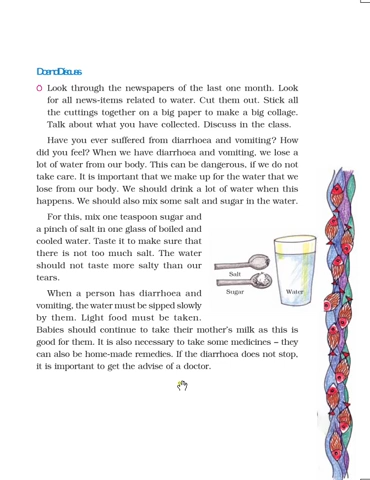 Do and Discuss
O Look through the newspapers of the last one month. Look
for all news-items related to water. Cut them out. Stick all
the cuttings together on a big paper to make a big collage.
Talk about what you have collected. Discuss in the class.
Have you ever suffered from diarrhoea and vomiting? How
did you feel? When we have diarrhoea and vomiting, we lose a
lot of water from our body. This can be dangerous, if we do not
take care. It is important that we make up for the water that we
lose from our body. We should drink a lot of water when this
happens. We should also mix some salt and sugar in the water.
For this, mix one teaspoon sugar and
a pinch of salt in one glass of boiled and
cooled water. Taste it to make sure that
there is not too much salt. The water
should not taste more salty than our
tears.
Salt
Sugar
Water
When a person has diarrhoea and
vomiting, the water must be sipped slowly
by them. Light food must be taken.
Babies should continue to take their mother's milk as this is
good for them. It is also necessary to take some medicines – they
can also be home-made remedies. If the diarrhoea does not stop,
it is important to get the advise of a doctor.